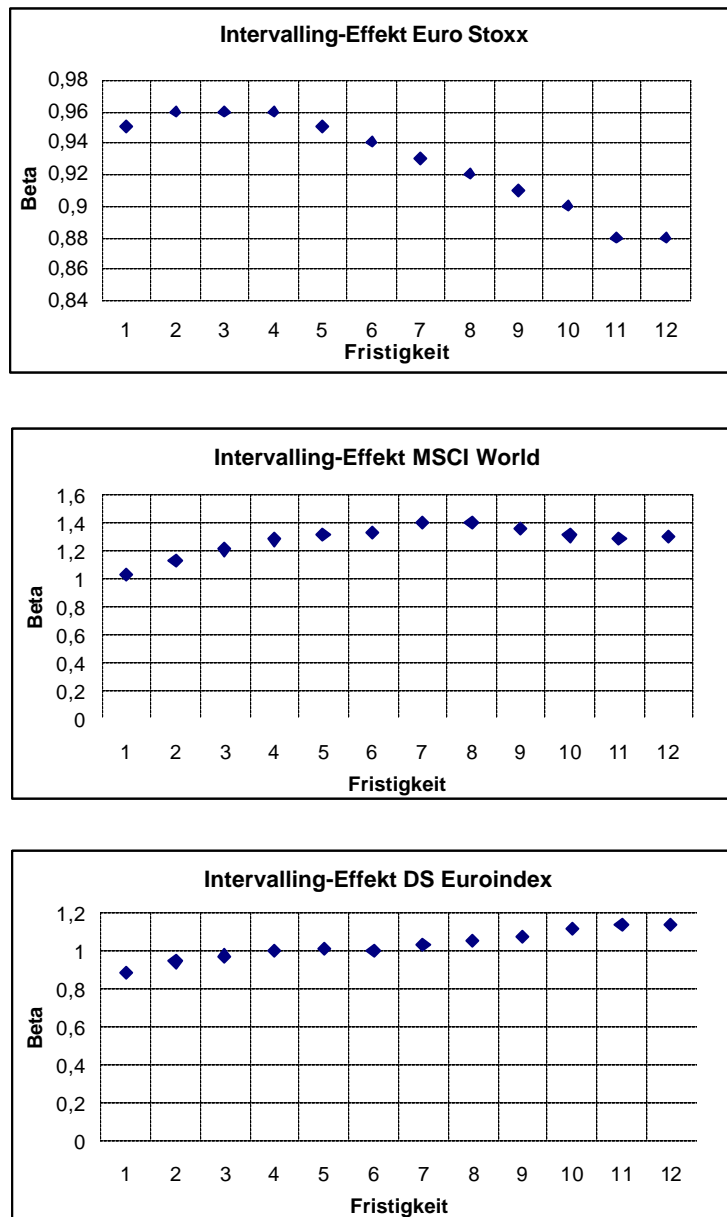 Intervalling-Effekt Euro Stoxx
0,98
0,96
0,94
0,92
0,9
0,88
0,86
0,84
Beta
1 2 3 4 5 6 7 8 9 10 11 12
Fristigkeit
Intervalling-Effekt MSCI World
1,6
1,4
1,2
1
0,8
0,6
0,4
0,2
0
Beta
1 2 3 4 5 6 7 8 9 10 11 12
Fristigkeit
Intervalling-Effekt DS Euroindex
1,2
1
0,8
0,6
0,4
0,2
0
Beta
1 2 3 4 5 6 7 8 9 10 11 12
Fristigkeit